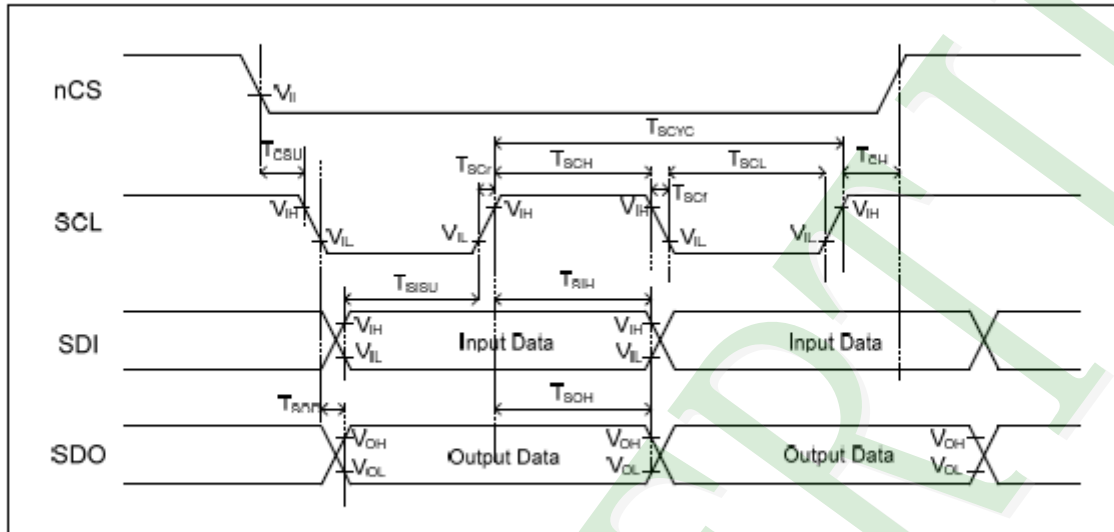 nCS
VIl
TSCYC
TCSU
TSCr
TSCH
TSCL
TCH
TSCf
SCL
VIH
VIH
VIH
VIH
VIL
VIL
VIL
VIL
TSISU
TSIH
SDI
VIH
VIH
Input Data
Input Data
VIL
VIL
TSOH
SDO
VOH
VOH
VOH
Output Data
Output Data
VOL
VOL
VOL